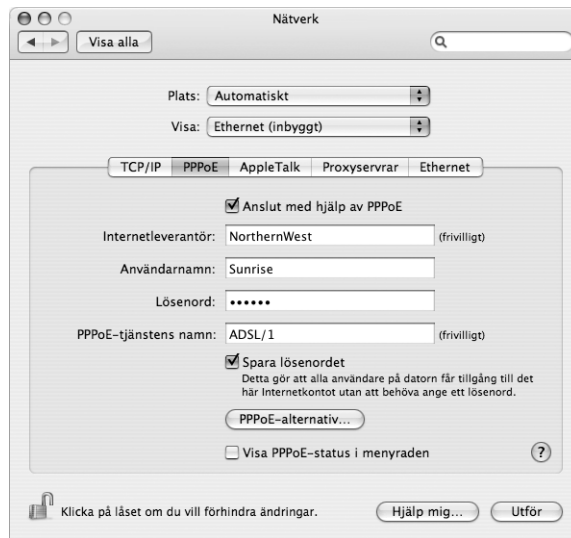 Nätverk
Visa alla
Plats: Automatiskt
Visa: Ethernet (inbyggt)
TCP/IP PPPoE AppleTalk Proxyservrar Ethernet
Anslut med hjälp av PPPoE
Internetleverantör: NorthernWest (frivilligt)
Användarnamn: Sunrise
Lösenord: ••••••
PPPoE-tjänstens namn: ADSL/1 (frivilligt)
Spara lösenordet
Detta gör att alla användare på datorn får tillgång till det
här Internetkontot utan att behöva ange ett lösenord.
PPPoE-alternativ...
Visa PPPoE-status i menyraden ?
Klicka på låset om du vill förhindra ändringar. Hjälp mig... Utför